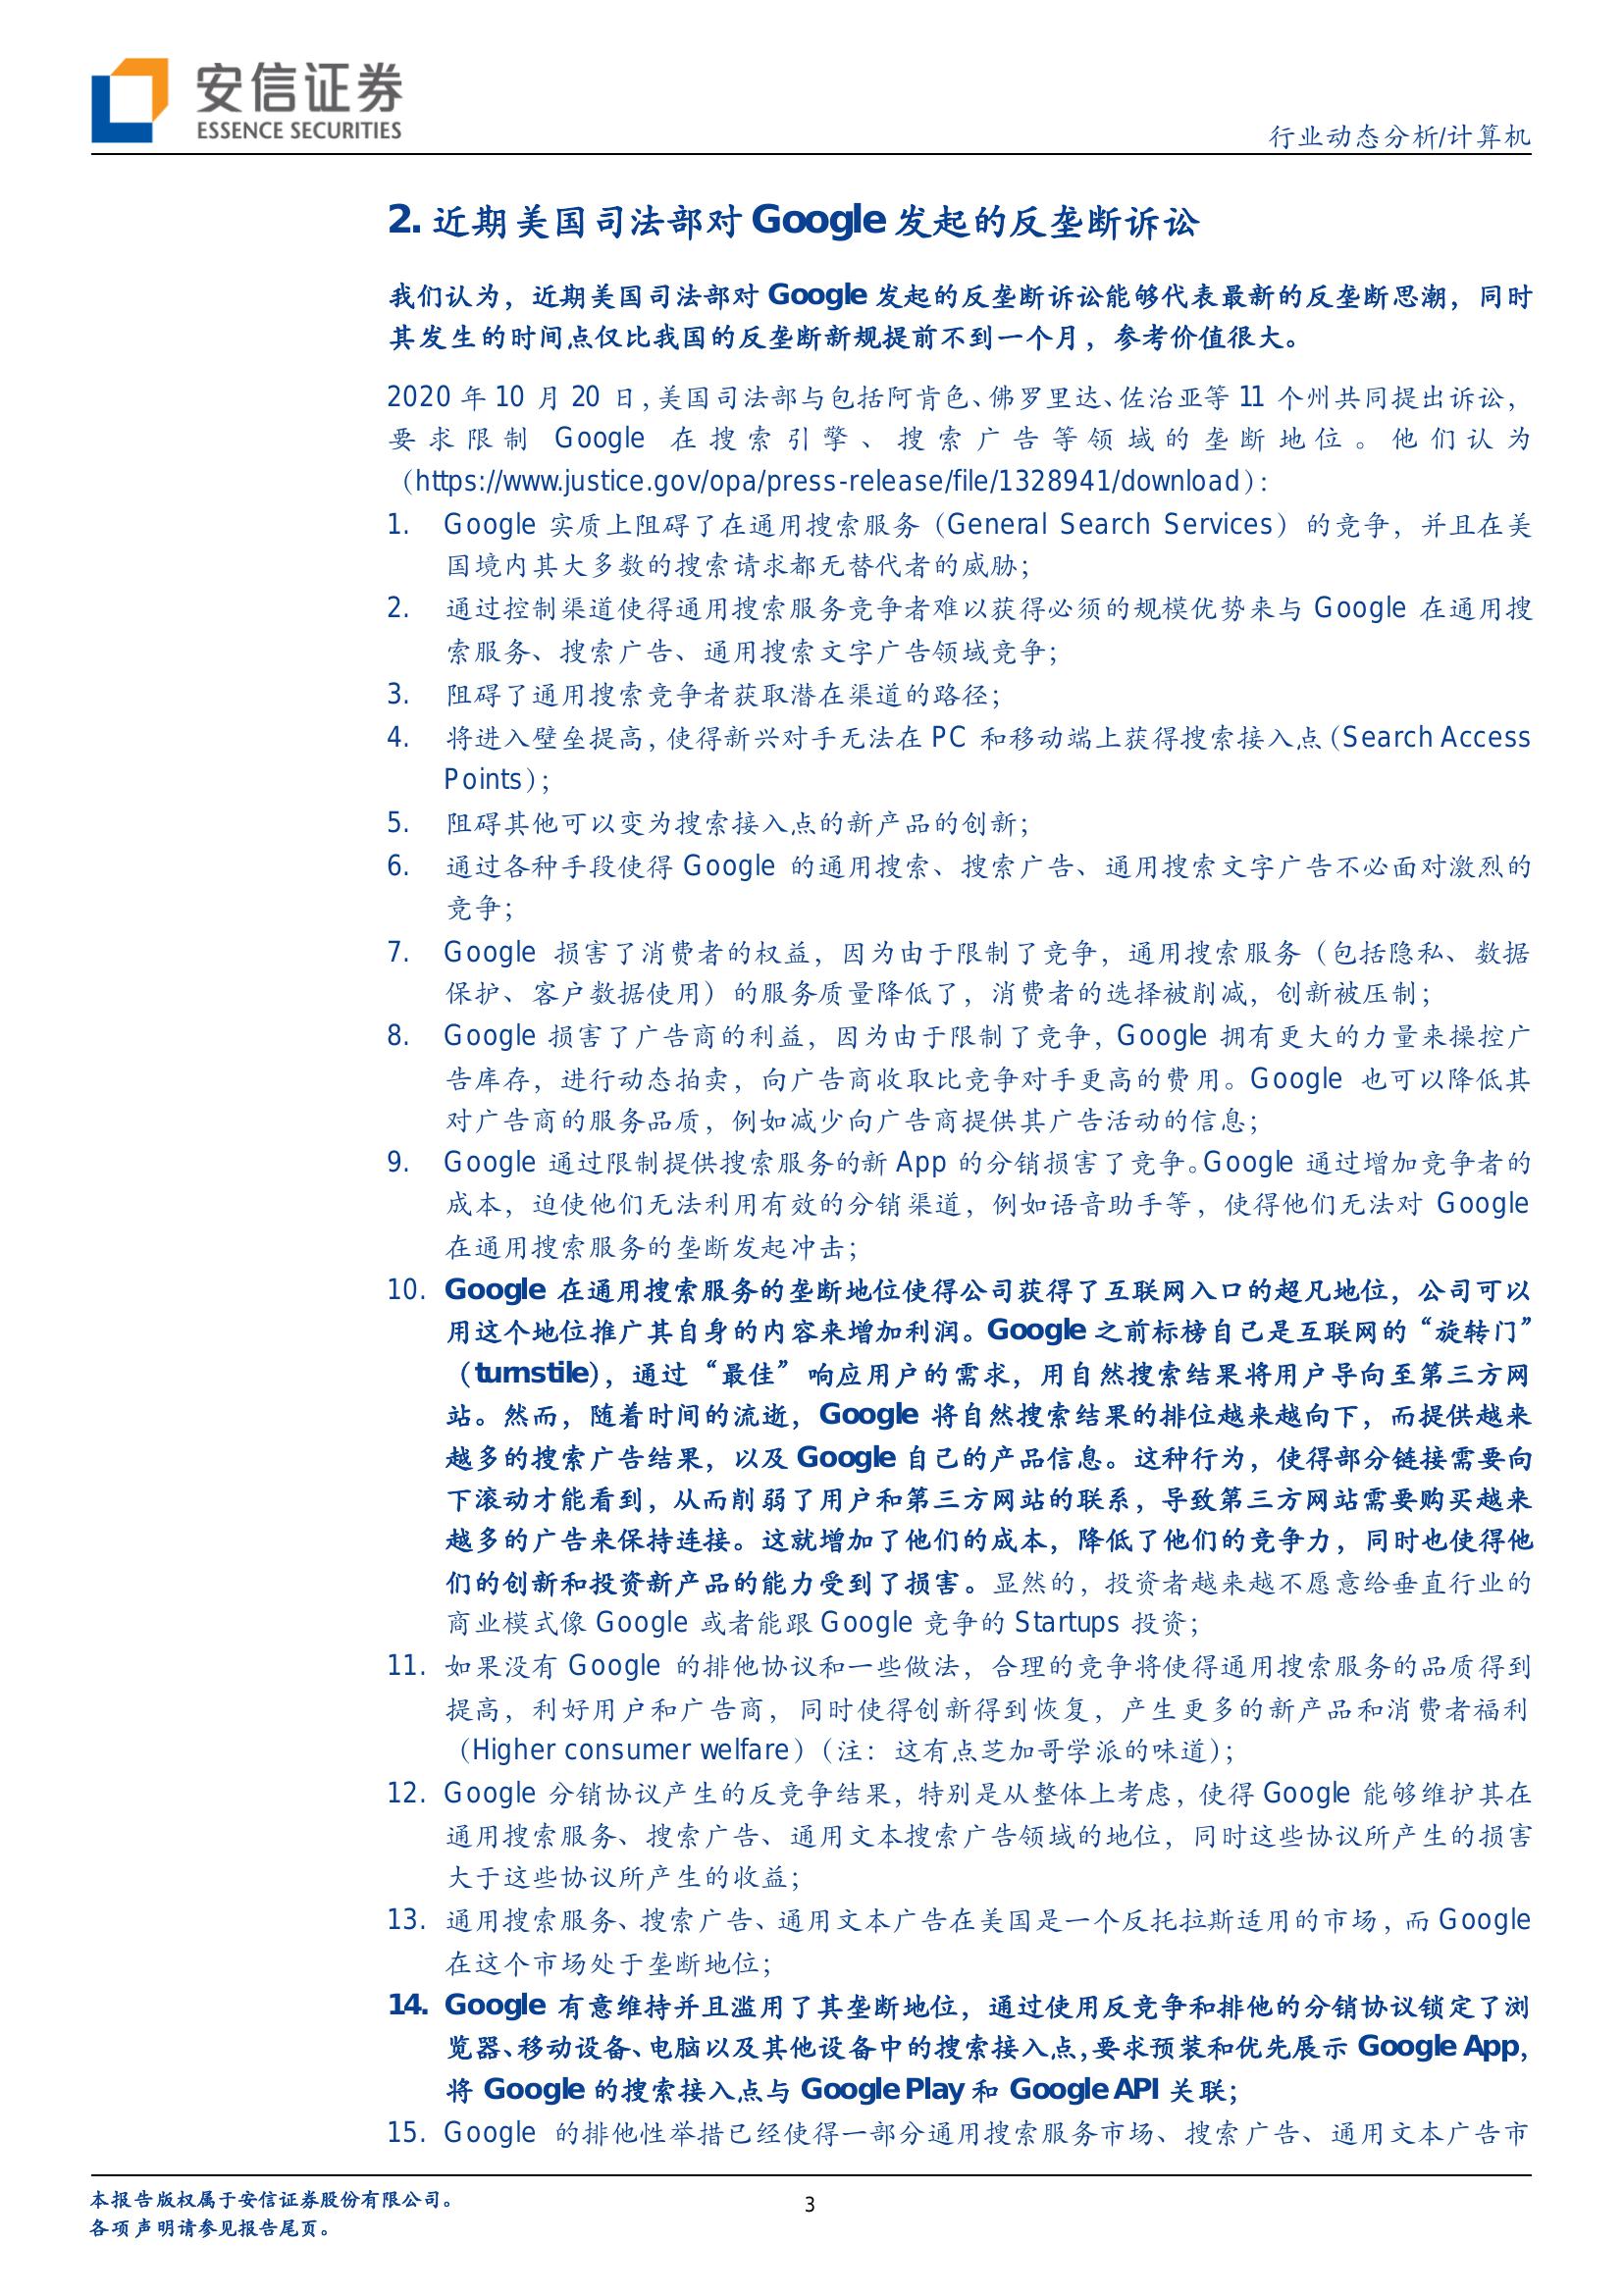 安信证券
ESSENCE SECURITIES
行业动态分析/计算机
2. 近期美国司法部对 Google 发起的反垄断诉讼
我们认为，近期美国司法部对 Google 发起的反垄断诉讼能够代表最新的反垄断思潮，同时
其发生的时间点仅比我国的反垄断新规提前不到一个月，参考价值很大。
2020 年 10 月 20 日，美国司法部与包括阿肯色、佛罗里达、佐治亚等 11 个州共同提出诉讼，
要求限制 Google 在搜索引擎、搜索广告等领域的垄断地位。他们认为
（https://www.justice.gov/opa/press-release/file/1328941/download）：
1. Google 实质上阻碍了在通用搜索服务（General Search Services）的竞争，并且在美
国境内其大多数的搜索请求都无替代者的威胁；
2. 通过控制渠道使得通用搜索服务竞争者难以获得必须的规模优势来与 Google 在通用搜
索服务、搜索广告、通用搜索文字广告领域竞争；
3. 阻碍了通用搜索竞争者获取潜在渠道的路径；
4. 将进入壁垒提高，使得新兴对手无法在 PC 和移动端上获得搜索接入点（Search Access
Points）；
5. 阻碍其他可以变为搜索接入点的新产品的创新；
6. 通过各种手段使得 Google 的通用搜索、搜索广告、通用搜索文字广告不必面对激烈的
竞争；
7. Google 损害了消费者的权益，因为由于限制了竞争，通用搜索服务（包括隐私、数据
保护、客户数据使用）的服务质量降低了，消费者的选择被削减，创新被压制；
8. Google 损害了广告商的利益，因为由于限制了竞争，Google 拥有更大的力量来操控广
告库存，进行动态拍卖，向广告商收取比竞争对手更高的费用。Google 也可以降低其
对广告商的服务品质，例如减少向广告商提供其广告活动的信息；
9. Google 通过限制提供搜索服务的新 App 的分销损害了竞争。Google 通过增加竞争者的
成本，迫使他们无法利用有效的分销渠道，例如语音助手等，使得他们无法对 Google
在通用搜索服务的垄断发起冲击；
10. Google 在通用搜索服务的垄断地位使得公司获得了互联网入口的超凡地位，公司可以
用这个地位推广其自身的内容来增加利润。Google 之前标榜自己是互联网的“旋转门”
（turnstile），通过“最佳”响应用户的需求，用自然搜索结果将用户导向至第三方网
站。然而，随着时间的流逝，Google 将自然搜索结果的排位越来越向下，而提供越来
越多的搜索广告结果，以及 Google 自己的产品信息。这种行为，使得部分链接需要向
下滚动才能看到，从而削弱了用户和第三方网站的联系，导致第三方网站需要购买越来
越多的广告来保持连接。这就增加了他们的成本，降低了他们的竞争力，同时也使得他
们的创新和投资新产品的能力受到了损害。显然的，投资者越来越不愿意给垂直行业的
商业模式像 Google 或者能跟 Google 竞争的 Startups 投资；
11. 如果没有 Google 的排他协议和一些做法，合理的竞争将使得通用搜索服务的品质得到
提高，利好用户和广告商，同时使得创新得到恢复，产生更多的新产品和消费者福利
（Higher consumer welfare）（注：这有点芝加哥学派的味道）；
12. Google 分销协议产生的反竞争结果，特别是从整体上考虑，使得 Google 能够维护其在
通用搜索服务、搜索广告、通用文本搜索广告领域的地位，同时这些协议所产生的损害
大于这些协议所产生的收益；
13. 通用搜索服务、搜索广告、通用文本广告在美国是一个反托拉斯适用的市场，而 Google
在这个市场处于垄断地位；
14. Google 有意维持并且滥用了其垄断地位，通过使用反竞争和排他的分销协议锁定了浏
览器、移动设备、电脑以及其他设备中的搜索接入点，要求预装和优先展示 Google App，
将 Google 的搜索接入点与 Google Play 和 Google API 关联；
15. Google 的排他性举措已经使得一部分通用搜索服务市场、搜索广告、通用文本广告市
本报告版权属于安信证券股份有限公司。
各项声明请参见报告尾页。
3